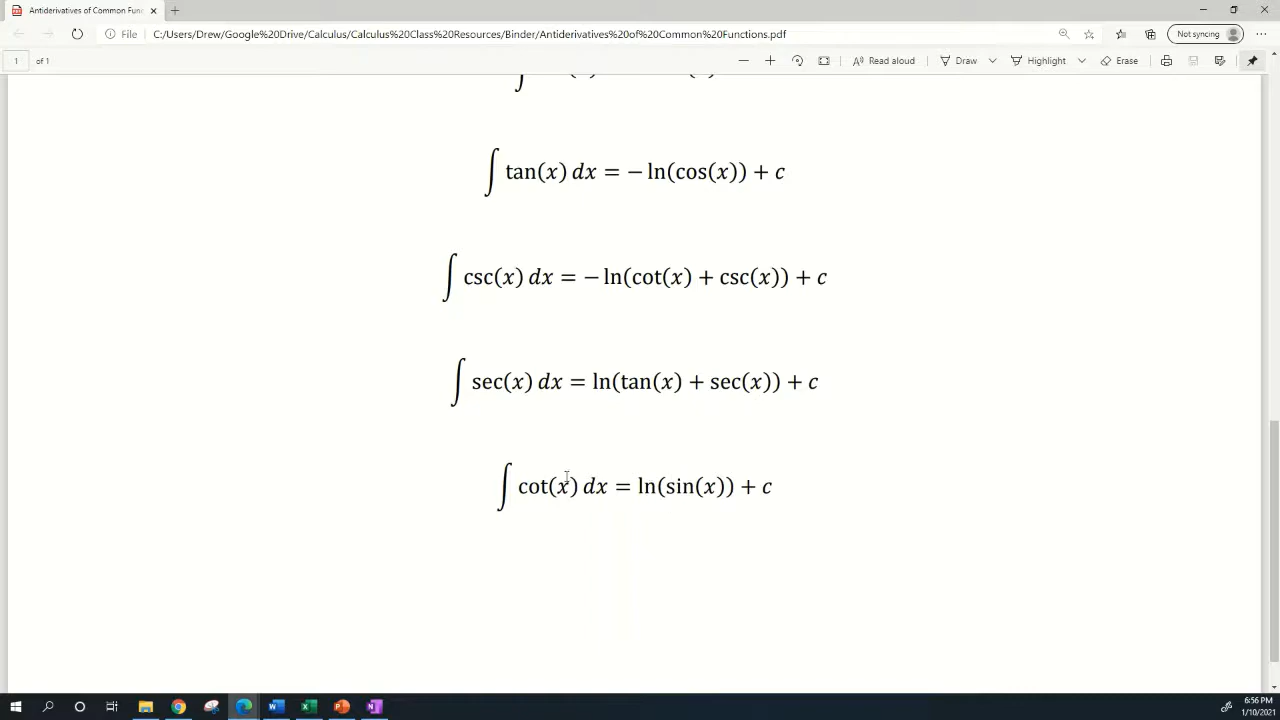 Antiderivatives of Common Func
File C:/Users/Drew/Google%20Drive/Calculus/Calculus%20Class%20Resources/Binder/Antiderivatives%20of%20Common%20Functions.pdf Not syncing
1 of 1 Read aloud Draw Highlight Erase
∫ tan(x) dx = − ln(cos(x)) + c
∫ csc(x) dx = − ln(cot(x) + csc(x)) + c
∫ sec(x) dx = ln(tan(x) + sec(x)) + c
∫ cot(x) dx = ln(sin(x)) + c
6:56 PM
1/10/2021